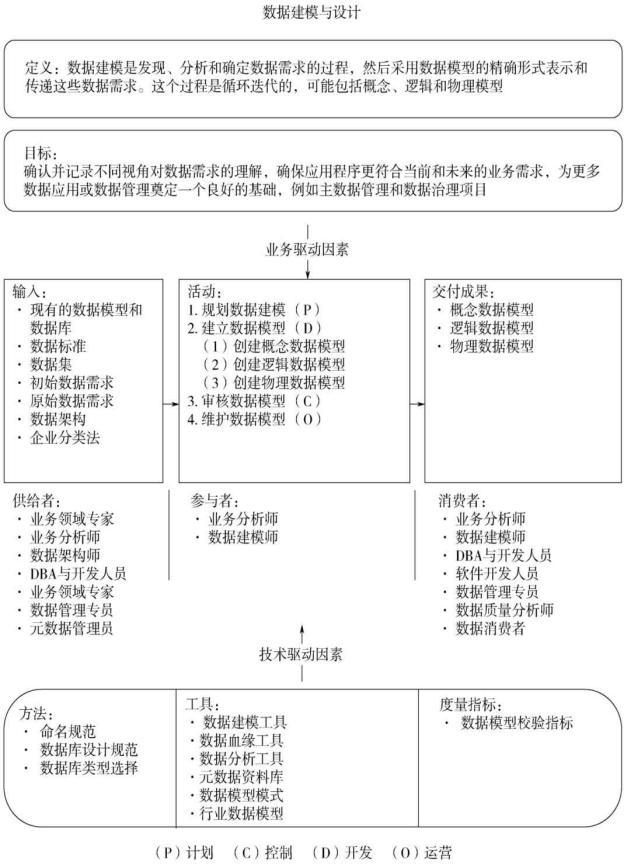 数据建模与设计
定义：数据建模是发现、分析和确定数据需求的过程，然后采用数据模型的精确形式表示和
传递这些数据需求。这个过程是循环迭代的，可能包括概念、逻辑和物理模型
目标：
确认并记录不同视角对数据需求的理解，确保应用程序更符合当前和未来的业务需求，为更多
数据应用或数据管理奠定一个良好的基础，例如主数据管理和数据治理项目
业务驱动因素
输入：
· 现有的数据模型和
数据库
· 数据标准
· 数据集
· 初始数据需求
· 原始数据需求
· 数据架构
· 企业分类法
活动：
1. 规划数据建模（P）
2. 建立数据模型（D）
（1）创建概念数据模型
（2）创建逻辑数据模型
（3）创建物理数据模型
3. 审核数据模型（C）
4. 维护数据模型（O）
交付成果：
· 概念数据模型
· 逻辑数据模型
· 物理数据模型
供给者：
· 业务领域专家
· 业务分析师
· 数据架构师
· DBA与开发人员
· 业务领域专家
· 数据管理专员
· 元数据管理员
参与者：
· 业务分析师
· 数据建模师
消费者：
· 业务分析师
· 数据建模师
· DBA与开发人员
· 软件开发人员
· 数据管理专员
· 数据质量分析师
· 数据消费者
技术驱动因素
方法：
· 命名规范
· 数据库设计规范
· 数据库类型选择
工具：
· 数据建模工具
· 数据血缘工具
· 数据分析工具
· 元数据资料库
· 数据模型模式
· 行业数据模型
度量指标：
· 数据模型校验指标
（P）计划 （C）控制 （D）开发 （O）运营